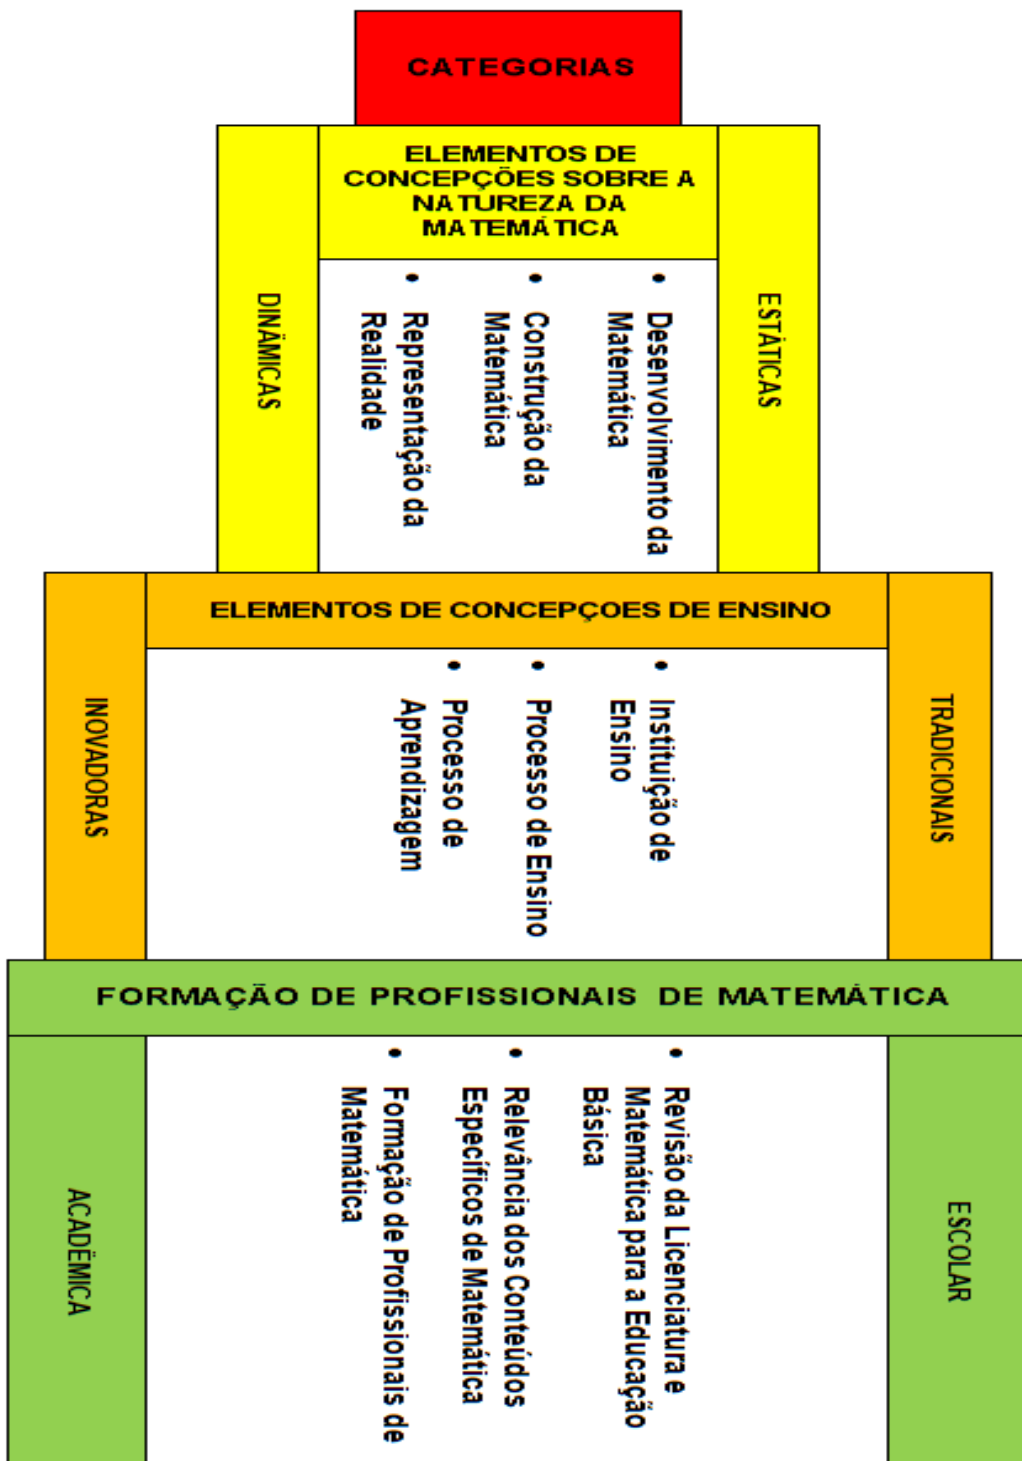 CATEGORIAS
ELEMENTOS DE
CONCEPÇÕES SOBRE A
NATUREZA DA
MATEMÁTICA
DINÂMICAS
ESTÁTICAS
• Desenvolvimento da
Matemática
• Construção da
Matemática
• Representação da
Realidade
ELEMENTOS DE CONCEPÇOES DE ENSINO
INOVADORAS
TRADICIONAIS
• Instituição de
Ensino
• Processo de Ensino
• Processo de
Aprendizagem
FORMAÇÃO DE PROFISSIONAIS DE MATEMÁTICA
ACADÊMICA
ESCOLAR
• Revisão da Licenciatura e
Matemática para a Educação
Básica
• Relevância dos Conteúdos
Específicos de Matemática
• Formação de Profissionais de
Matemática